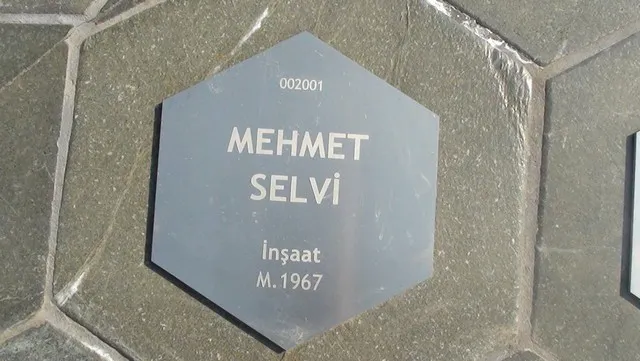 002001
MEHMET
SELVİ
İnşaat
M.1967